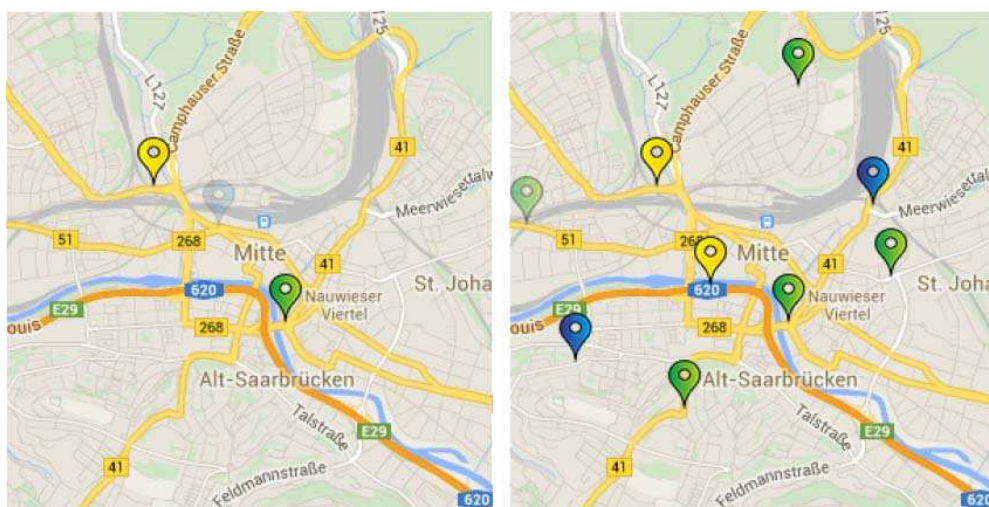 L127
Camphauser Straße
L125
41
Meerwiesertalw
51
268
Mitte
41
St. Joha
620
E29
Nauwieser
Viertel
ouis
268
Alt-Saarbrücken
Talstraße
E29
41
Feldmannstraße
620
L127
Camphauser Straße
L125
41
Meerwiesertalw
51
268
Mitte
41
St. Joha
620
E29
Nauwieser
Viertel
ouis
268
Alt-Saarbrücken
Talstraße
E29
41
Feldmannstraße
620